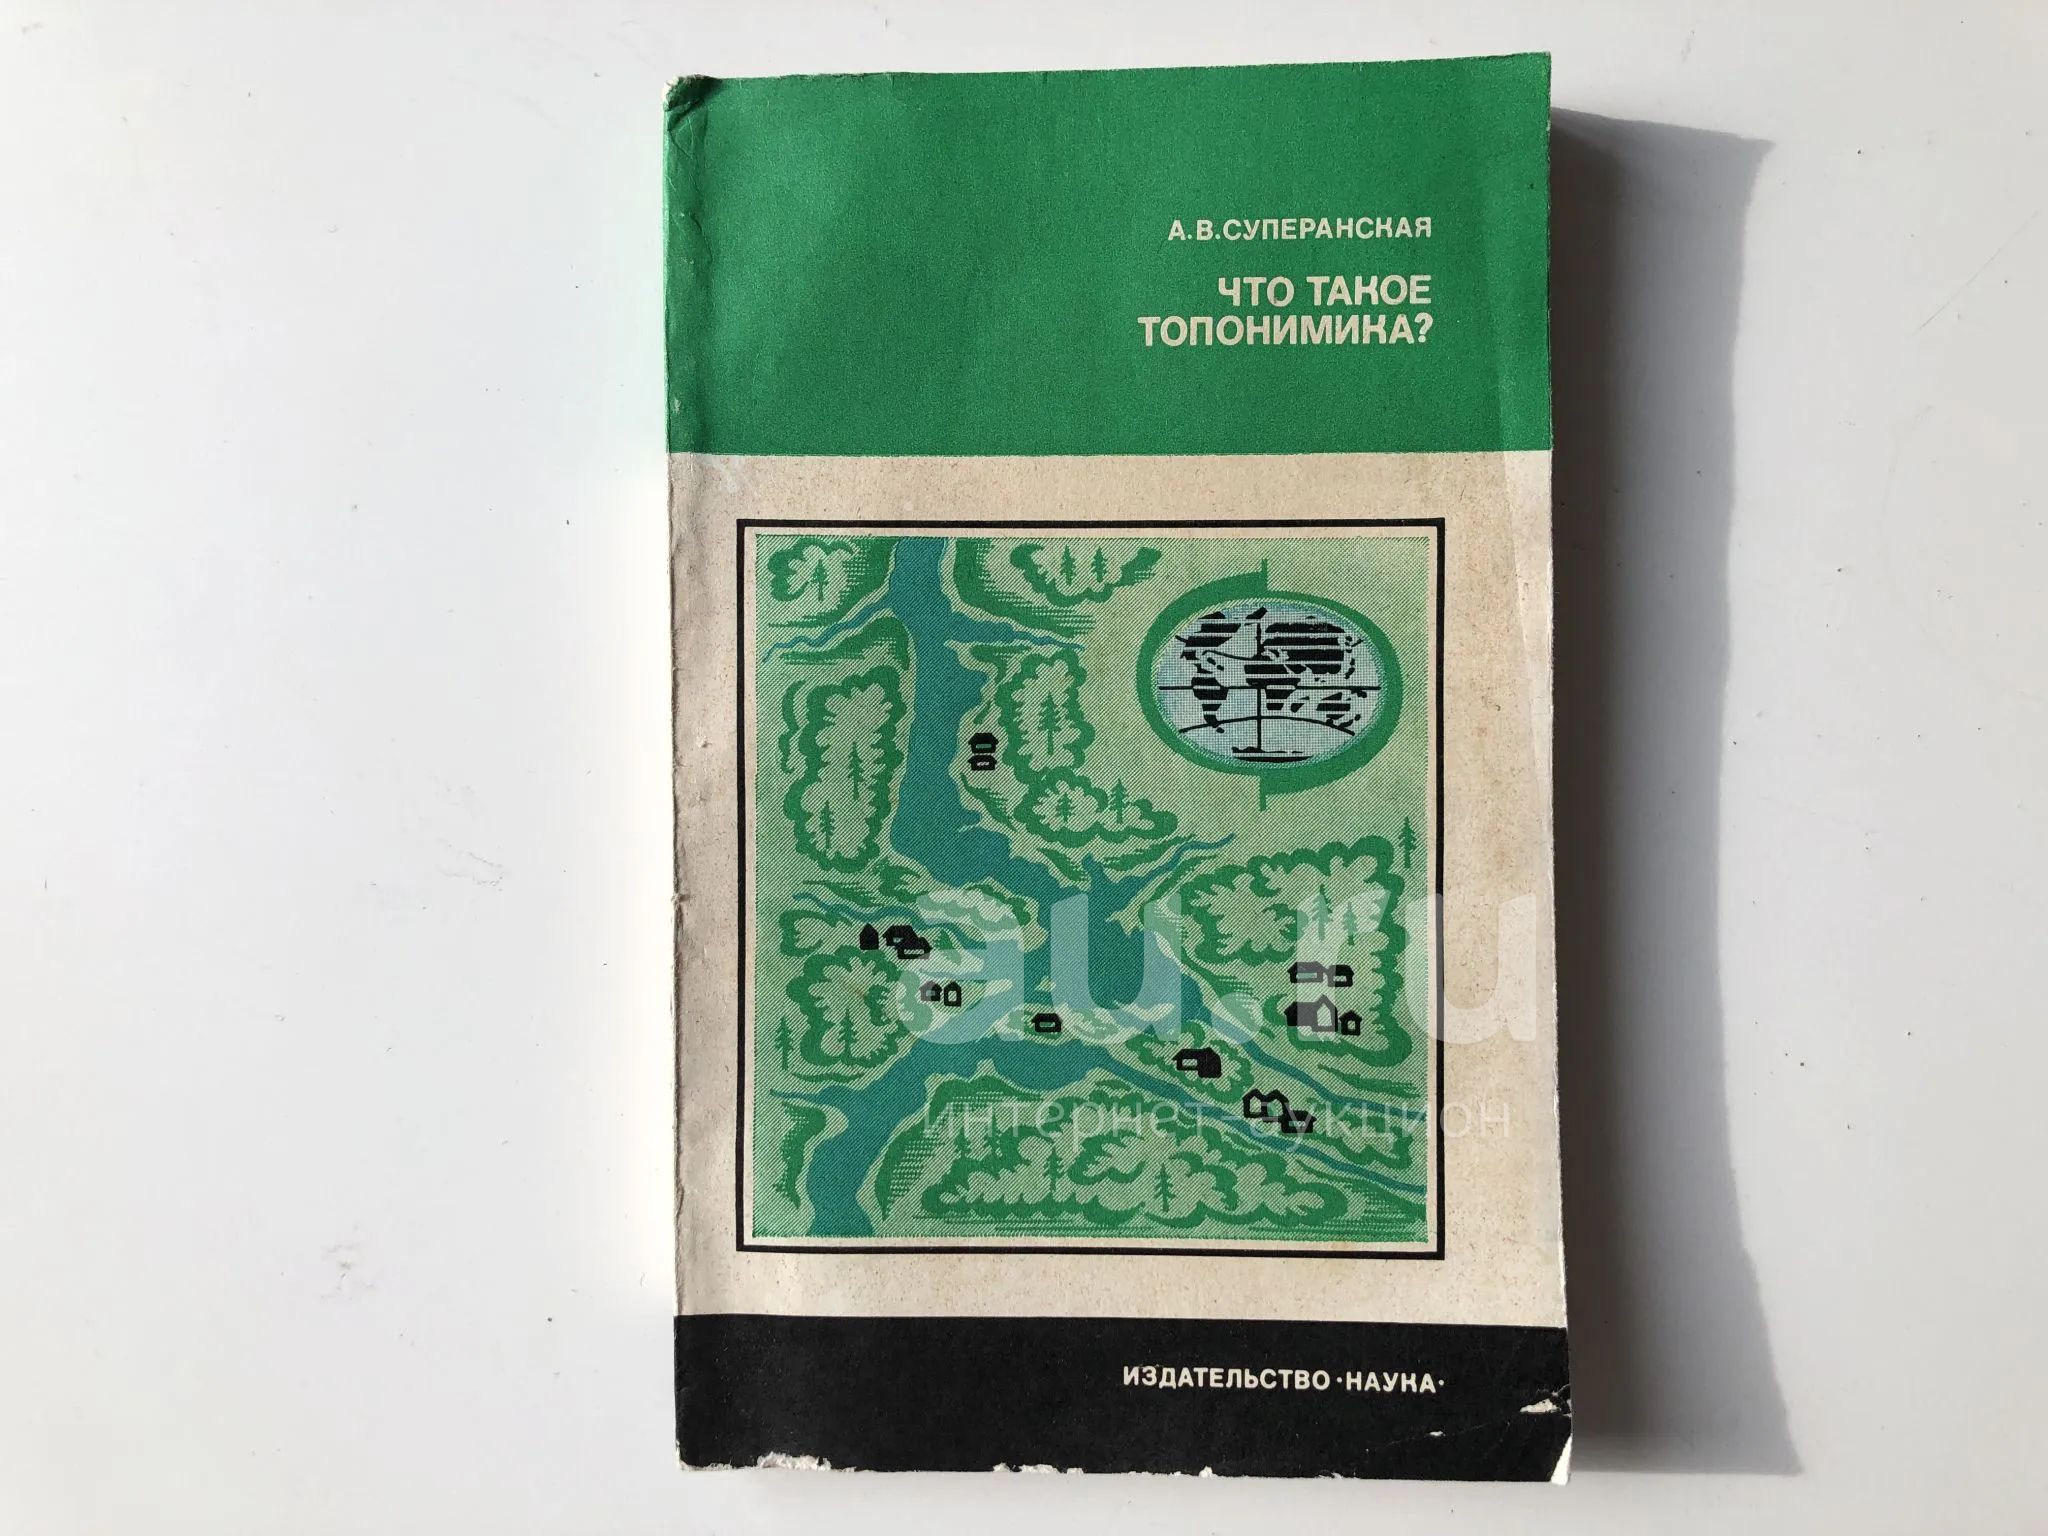 А.В.СУПЕРАНСКАЯ
ЧТО ТАКОЕ
ТОПОНИМИКА?
au.ru
интернет-аукцион
ИЗДАТЕЛЬСТВО ·НАУКА·